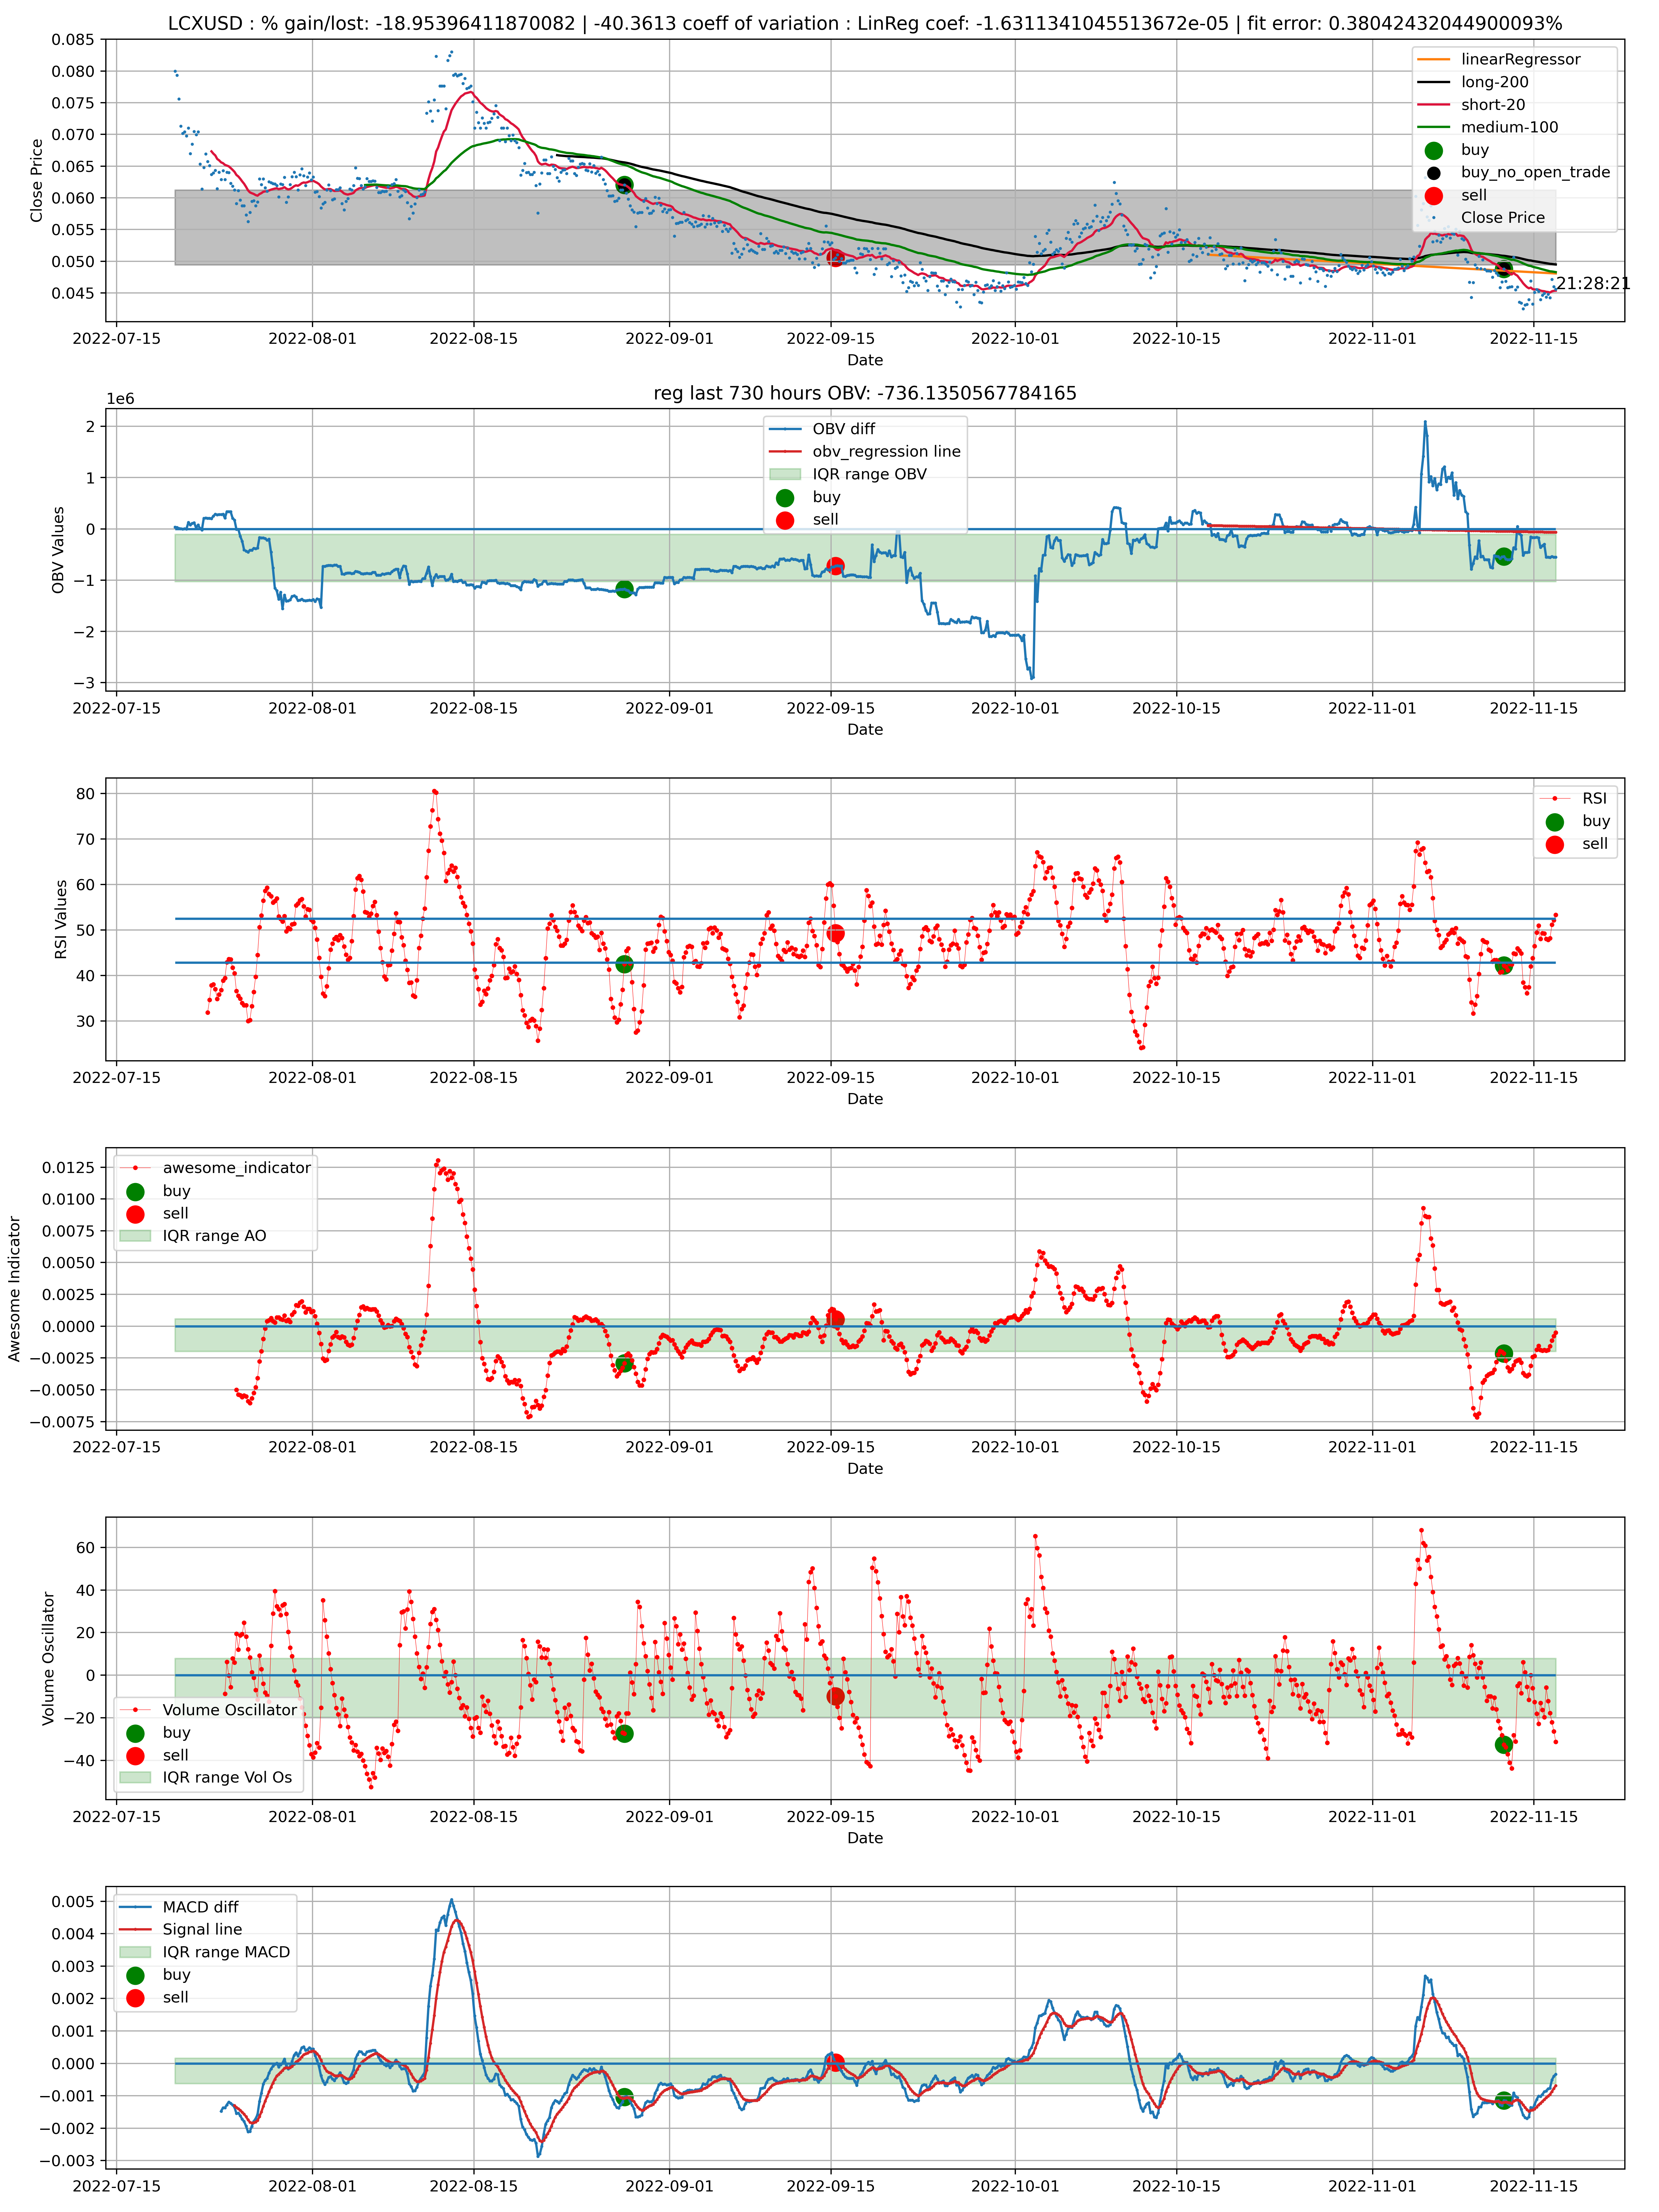 LCXUSD : % gain/lost: -18.95396411870082 | -40.3613 coeff of variation : LinReg coef: -1.6311341045513672e-05 | fit error: 0.38042432044900093%
0.085
0.080
0.075
0.070
0.065
0.060
0.055
0.050
0.045
Close Price
linearRegressor
long-200
short-20
medium-100
buy
buy_no_open_trade
sell
Close Price
21:28:21
2022-07-15 2022-08-01 2022-08-15 2022-09-01 2022-09-15 2022-10-01 2022-10-15 2022-11-01 2022-11-15
Date
reg last 730 hours OBV: -736.1350567784165
1e6
2
1
0
−1
−2
−3
OBV Values
OBV diff
obv_regression line
IQR range OBV
buy
sell
2022-07-15 2022-08-01 2022-08-15 2022-09-01 2022-09-15 2022-10-01 2022-10-15 2022-11-01 2022-11-15
Date
80
70
60
50
40
30
RSI Values
RSI
buy
sell
2022-07-15 2022-08-01 2022-08-15 2022-09-01 2022-09-15 2022-10-01 2022-10-15 2022-11-01 2022-11-15
Date
0.0125
0.0100
0.0075
0.0050
0.0025
0.0000
−0.0025
−0.0050
−0.0075
Awesome Indicator
awesome_indicator
buy
sell
IQR range AO
2022-07-15 2022-08-01 2022-08-15 2022-09-01 2022-09-15 2022-10-01 2022-10-15 2022-11-01 2022-11-15
Date
60
40
20
0
−20
−40
Volume Oscillator
Volume Oscillator
buy
sell
IQR range Vol Os
2022-07-15 2022-08-01 2022-08-15 2022-09-01 2022-09-15 2022-10-01 2022-10-15 2022-11-01 2022-11-15
Date
0.005
0.004
0.003
0.002
0.001
0.000
−0.001
−0.002
−0.003
MACD diff
Signal line
IQR range MACD
buy
sell
2022-07-15 2022-08-01 2022-08-15 2022-09-01 2022-09-15 2022-10-01 2022-10-15 2022-11-01 2022-11-15